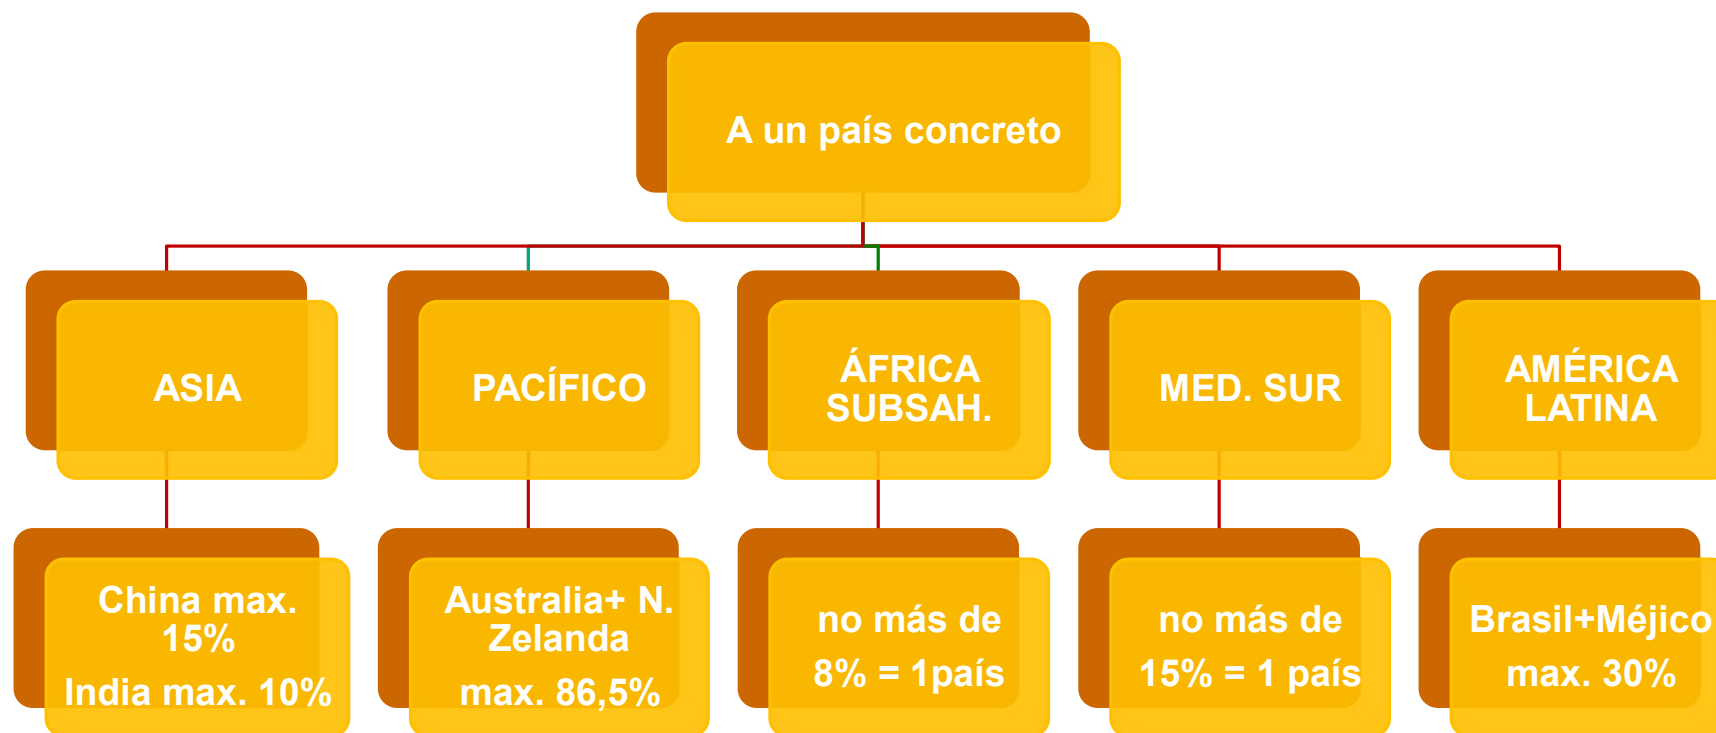 A un país concreto
ASIA
PACÍFICO
ÁFRICA
SUBSAH.
MED. SUR
AMÉRICA
LATINA
China max.
15%
India max. 10%
Australia+ N.
Zelanda
max. 86,5%
no más de
8% = 1país
no más de
15% = 1 país
Brasil+Méjico
max. 30%